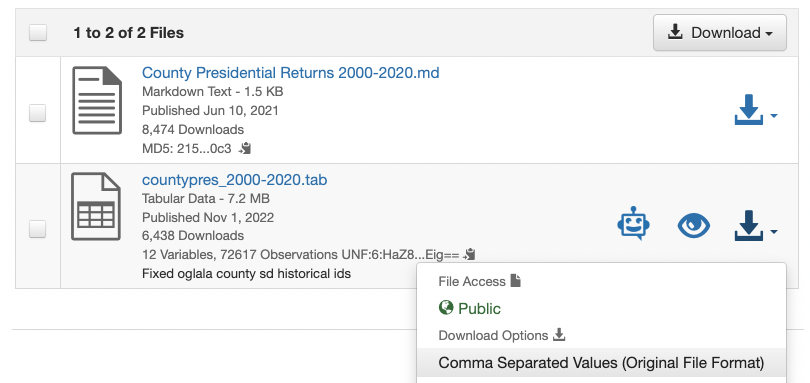 1 to 2 of 2 Files
Download
County Presidential Returns 2000-2020.md
Markdown Text - 1.5 KB
Published Jun 10, 2021
8,474 Downloads
MD5: 215...0c3
countypres_2000-2020.tab
Tabular Data - 7.2 MB
Published Nov 1, 2022
6,438 Downloads
12 Variables, 72617 Observations UNF:6:HaZ8...Eig==
Fixed oglala county sd historical ids
File Access
Public
Download Options
Comma Separated Values (Original File Format)